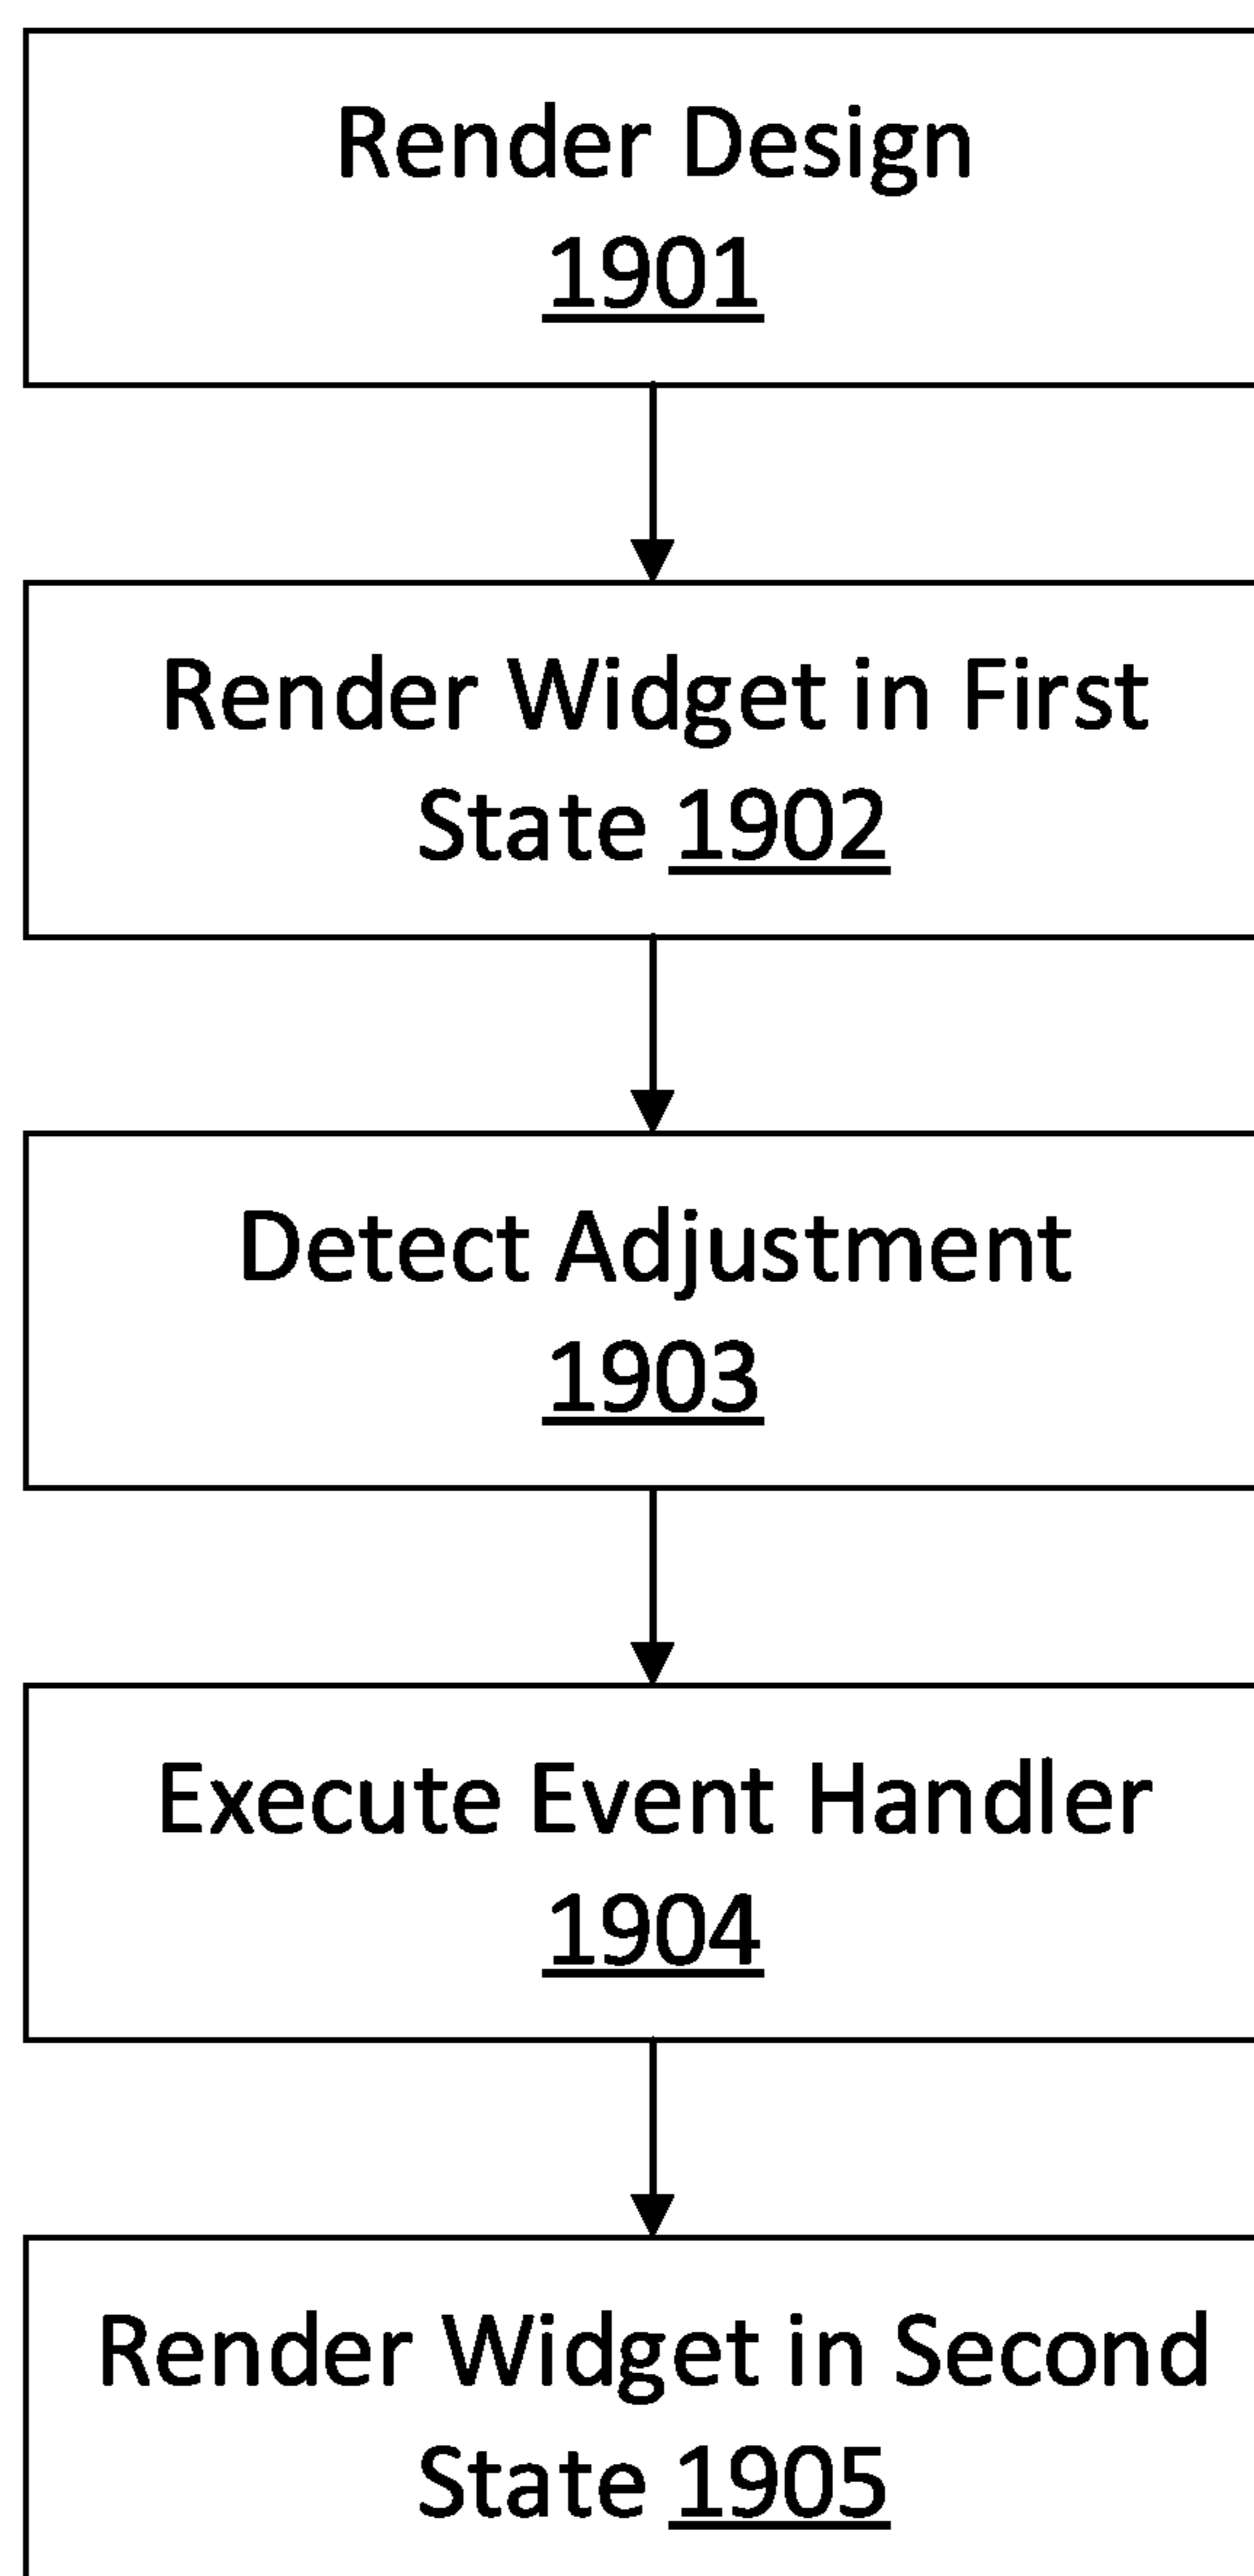 Render Design
1901
Render Widget in First
State 1902
Detect Adjustment
1903
Execute Event Handler
1904
Render Widget in Second
State 1905